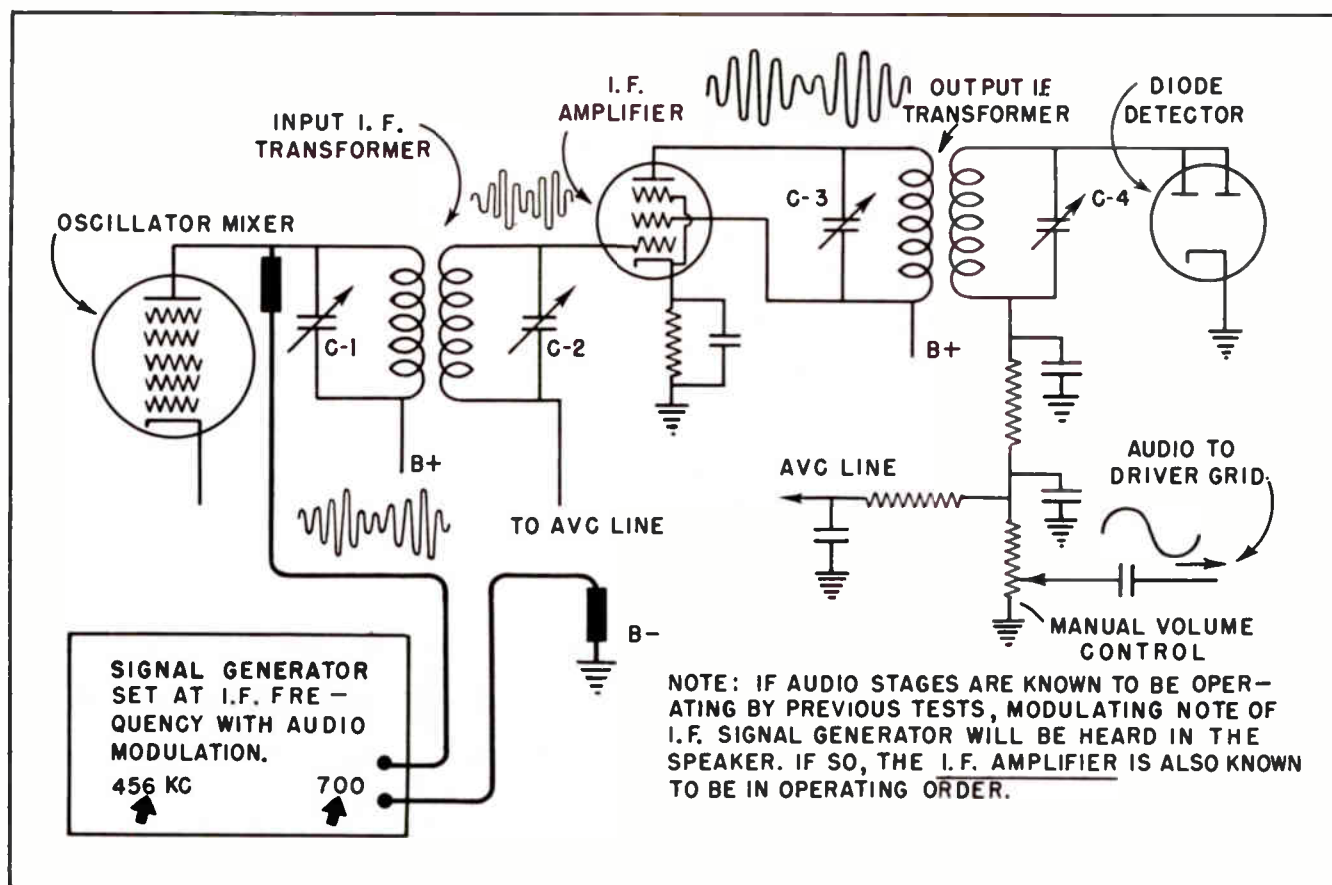 I.F.
AMPLIFIER
OUTPUT I.F
TRANSFORMER
DIODE
DETECTOR
INPUT I. F.
TRANSFORMER
OSCILLATOR MIXER
C-3
C-4
C-1
C-2
B+
B+
AVC LINE
AUDIO TO
DRIVER GRID.
TO AVC LINE
B-
MANUAL VOLUME
CONTROL
SIGNAL GENERATOR
SET AT I.F. FRE-
QUENCY WITH AUDIO
MODULATION.
456 KC 700
NOTE: IF AUDIO STAGES ARE KNOWN TO BE OPER-
ATING BY PREVIOUS TESTS, MODULATING NOTE OF
I.F. SIGNAL GENERATOR WILL BE HEARD IN THE
SPEAKER. IF SO, THE I.F. AMPLIFIER IS ALSO KNOWN
TO BE IN OPERATING ORDER.